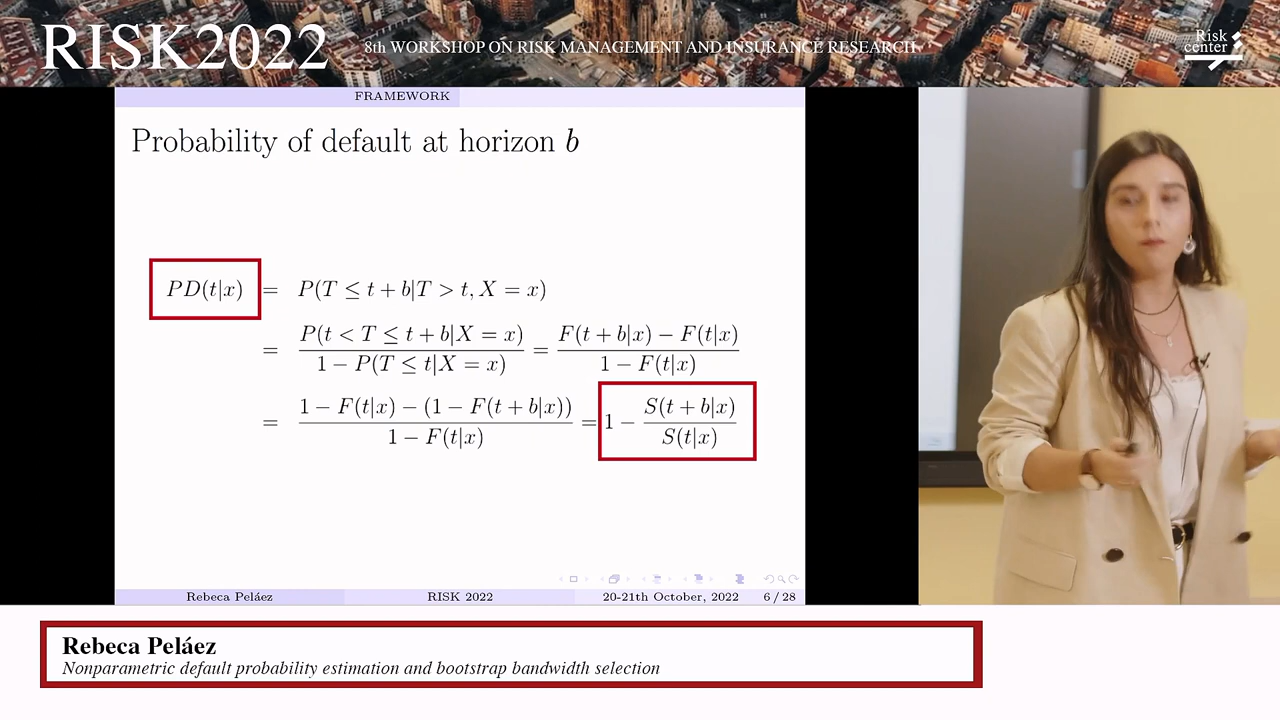 RISK2022
8th WORKSHOP ON RISK MANAGEMENT AND INSURANCE RESEARCH
Risk
center
FRAMEWORK
Probability of default at horizon b
PD(t|x) = P(T ≤ t + b|T > t, X = x)
= P(t < T ≤ t + b|X = x) / 1 − P(T ≤ t|X = x) = F(t + b|x) − F(t|x) / 1 − F(t|x)
= 1 − F(t|x) − (1 − F(t + b|x)) / 1 − F(t|x) = 1 − S(t + b|x) / S(t|x)
Rebeca Peláez RISK 2022 20-21th October, 2022 6 / 28
Rebeca Peláez
Nonparametric default probability estimation and bootstrap bandwidth selection